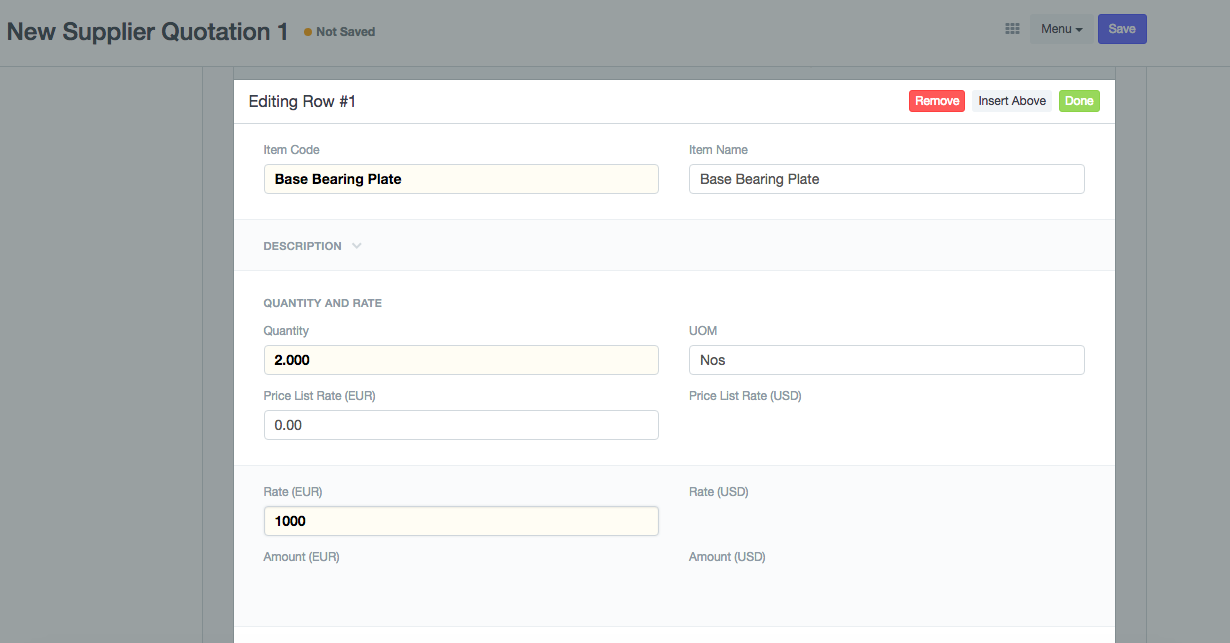 New Supplier Quotation 1 Not Saved Menu Save
Editing Row #1 Remove Insert Above Done
Item Code Item Name
Base Bearing Plate Base Bearing Plate
DESCRIPTION
QUANTITY AND RATE
Quantity UOM
2.000 Nos
Price List Rate (EUR) Price List Rate (USD)
0.00
Rate (EUR) Rate (USD)
1000
Amount (EUR) Amount (USD)